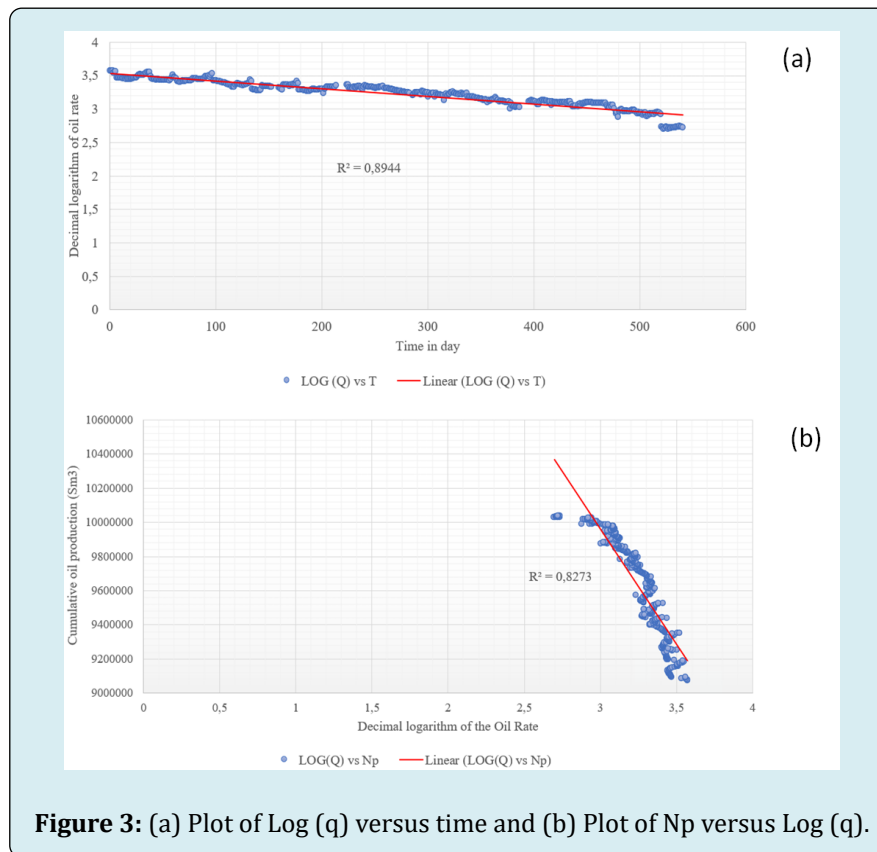 (a)
4
3,5
3
2,5
2
1,5
1
0,5
0
Decimal logarithm of oil rate
R² = 0,8944
0 100 200 300 400 500 600
Time in day
LOG (Q) vs T Linear (LOG (Q) vs T)
(b)
10600000
10400000
10200000
10000000
9800000
9600000
9400000
9200000
9000000
Cumulative oil production (Sm3)
R² = 0,8273
0 0,5 1 1,5 2 2,5 3 3,5 4
Decimal logarithm of the Oil Rate
LOG(Q) vs Np Linear (LOG(Q) vs Np)
Figure 3: (a) Plot of Log (q) versus time and (b) Plot of Np versus Log (q).